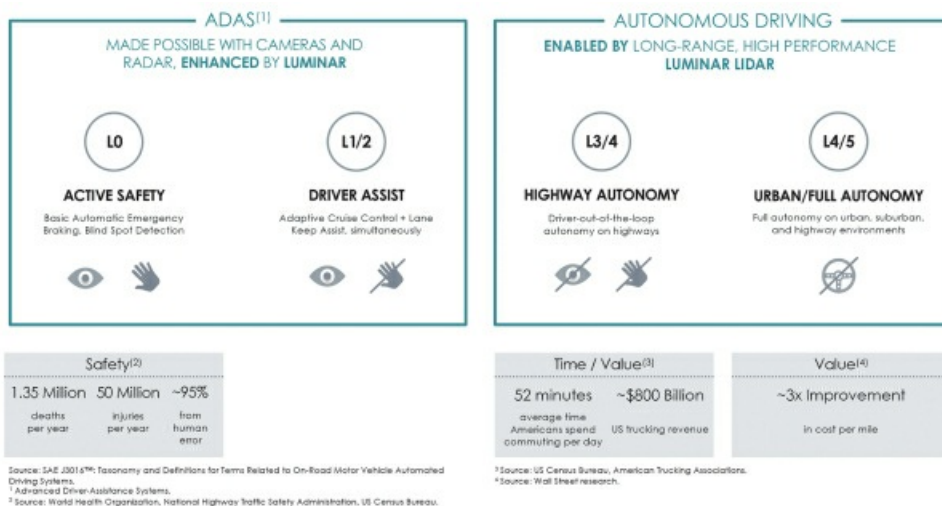 ADAS(1)
MADE POSSIBLE WITH CAMERAS AND
RADAR, ENHANCED BY LUMINAR
L0
ACTIVE SAFETY
Basic Automatic Emergency
Braking, Blind Spot Detection
L1/2
DRIVER ASSIST
Adaptive Cruise Control + Lane
Keep Assist, simultaneously
AUTONOMOUS DRIVING
ENABLED BY LONG-RANGE, HIGH PERFORMANCE
LUMINAR LIDAR
L3/4
HIGHWAY AUTONOMY
Driver-out-of-the-loop
autonomy on highways
L4/5
URBAN/FULL AUTONOMY
Full autonomy on urban, suburban,
and highway environments
Safety(2)
1.35 Million 50 Million ~95%
deaths
per year
injuries
per year
from
human
error
Time / Value(3)
52 minutes ~$800 Billion
average time
Americans spend
commuting per day
US trucking revenue
Value(4)
~3x Improvement
in cost per mile
Source: SAE J3016™: Taxonomy and Definitions for Terms Related to On-Road Motor Vehicle Automated
Driving Systems.
1 Advanced Driver-Assistance Systems.
2 Source: World Health Organization, National Highway Traffic Safety Administration, US Census Bureau.
3 Source: US Census Bureau, American Trucking Associations.
4 Source: Wall Street research.